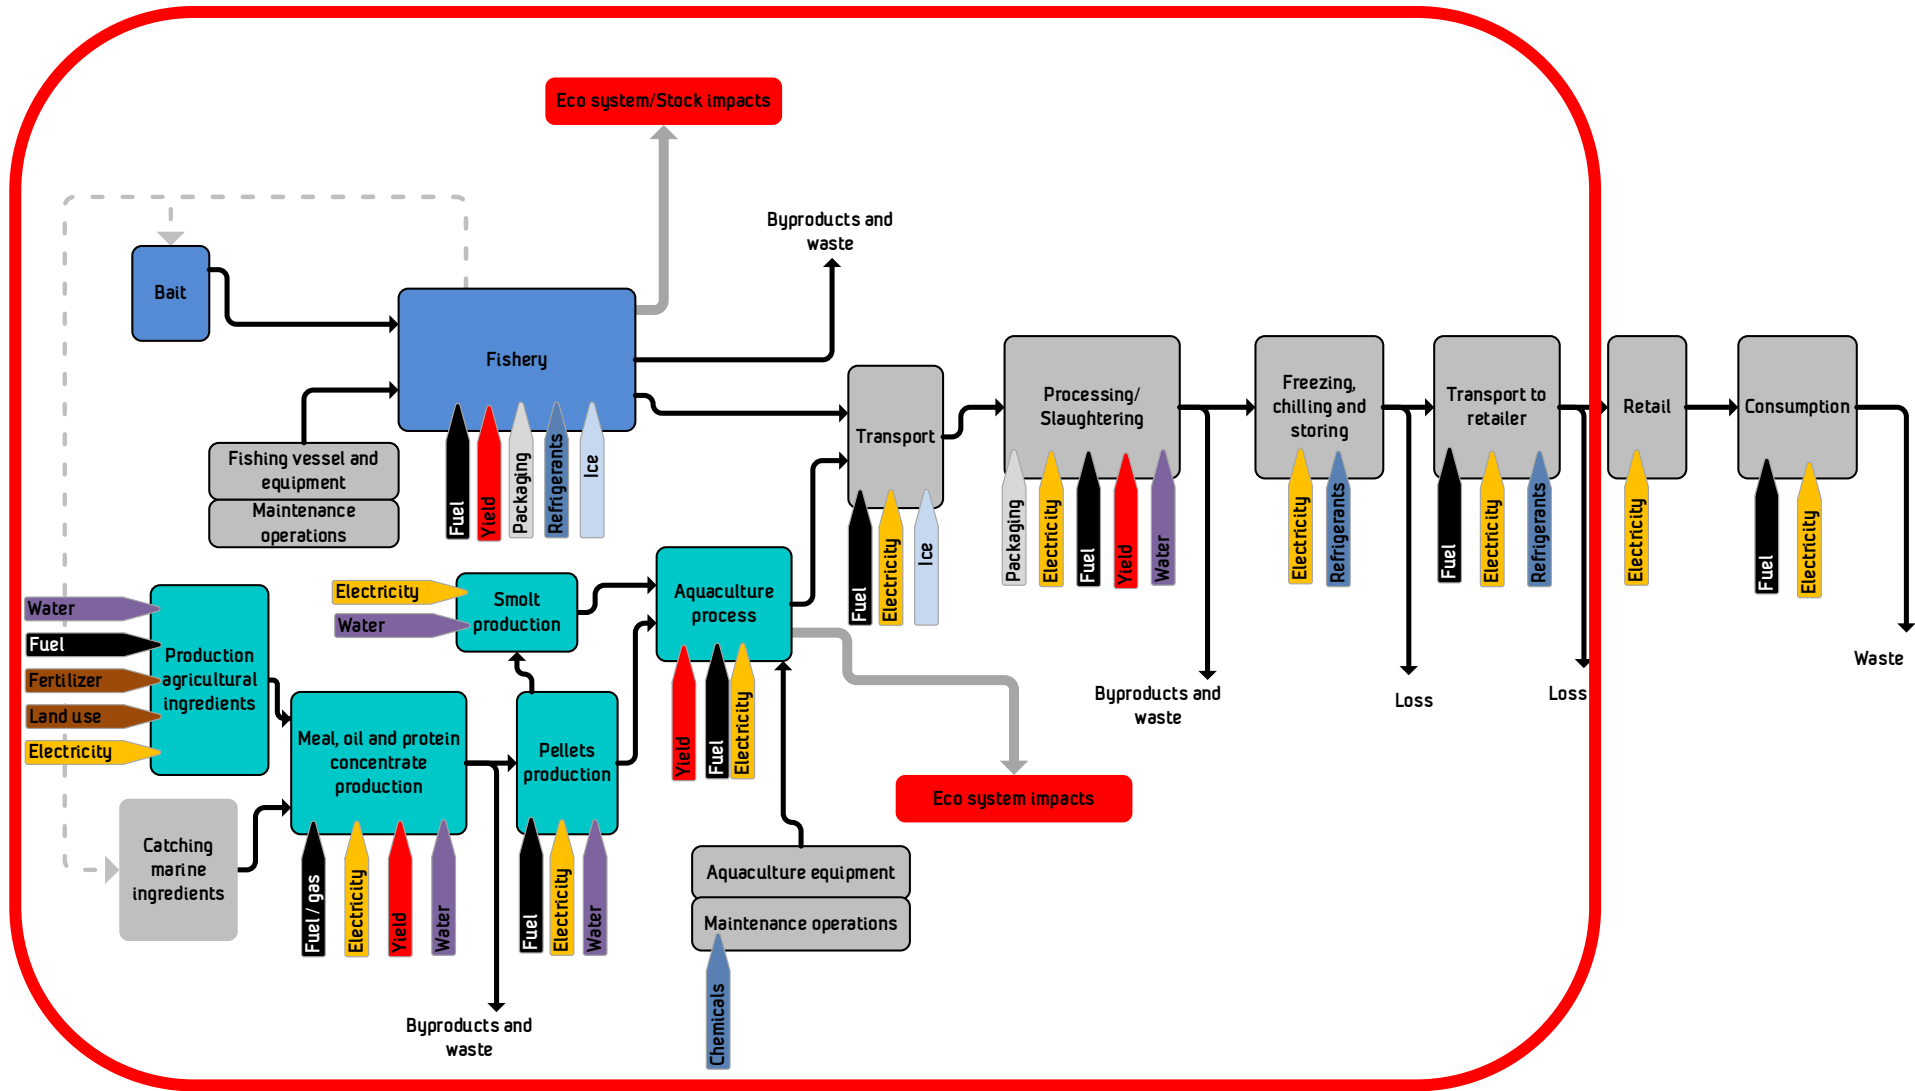 Eco system/Stock impacts
Byproducts and
waste
Bait
Fishery
Fishing vessel and
equipment
Maintenance
operations
Fuel
Yield
Packaging
Refrigerants
Ice
Transport
Fuel
Electricity
Ice
Processing/
Slaughtering
Packaging
Electricity
Fuel
Yield
Water
Freezing,
chilling and
storing
Electricity
Refrigerants
Transport to
retailer
Fuel
Electricity
Refrigerants
Retail
Electricity
Consumption
Fuel
Electricity
Waste
Byproducts and
waste
Loss
Loss
Water
Fuel
Fertilizer
Land use
Electricity
Production
agricultural
ingredients
Electricity
Water
Smolt
production
Aquaculture
process
Yield
Fuel
Electricity
Meal, oil and protein
concentrate
production
Fuel / gas
Electricity
Yield
Water
Pellets
production
Fuel
Electricity
Water
Catching
marine
ingredients
Eco system impacts
Aquaculture equipment
Maintenance operations
Chemicals
Byproducts and
waste